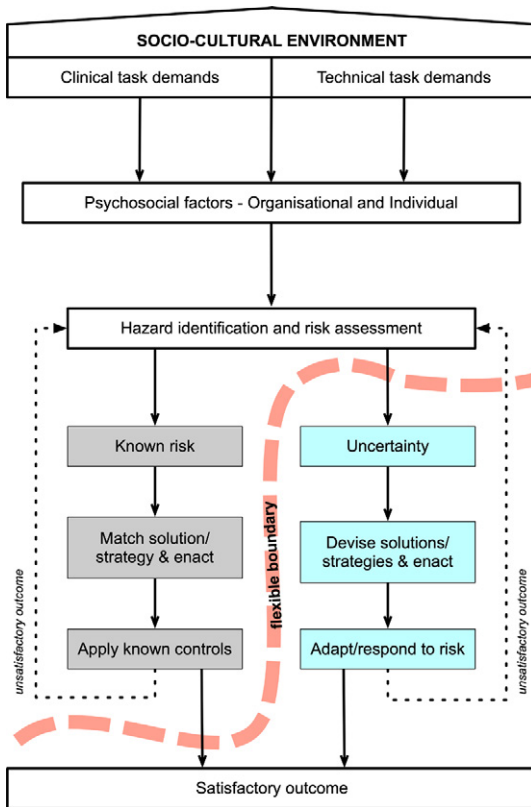 SOCIO-CULTURAL ENVIRONMENT
Clinical task demands
Technical task demands
Psychosocial factors - Organisational and Individual
Hazard identification and risk assessment
Known risk
Uncertainty
Match solution/
strategy & enact
Devise solutions/
strategies & enact
flexible boundary
Apply known controls
Adapt/respond to risk
unsatisfactory outcome
unsatisfactory outcome
Satisfactory outcome